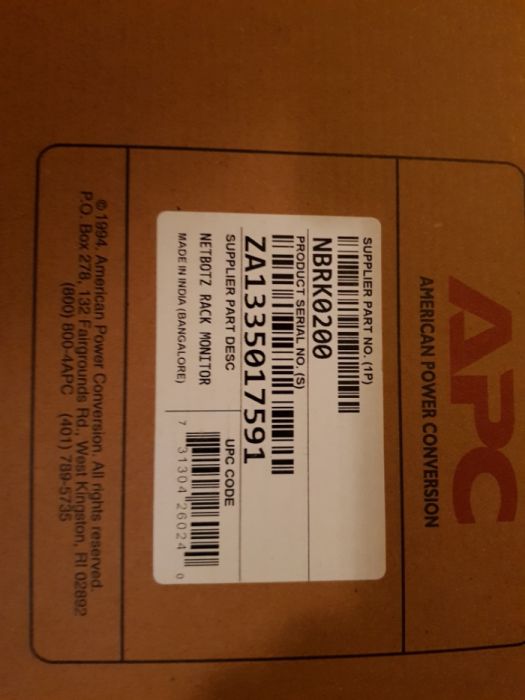 APC
AMERICAN POWER CONVERSION
SUPPLIER PART NO. (1P)
NBRK0200
PRODUCT SERIAL NO. (S)
ZA1335017591
SUPPLIER PART DESC
NETBOTZ RACK MONITOR
MADE IN INDIA (BANGALORE)
UPC CODE
7 31304 26024 0
© 1994, American Power Conversion. All rights reserved.
P.O. Box 278, 132 Fairgrounds Rd., West Kingston, RI 02892
(800) 800-4APC (401) 789-5735